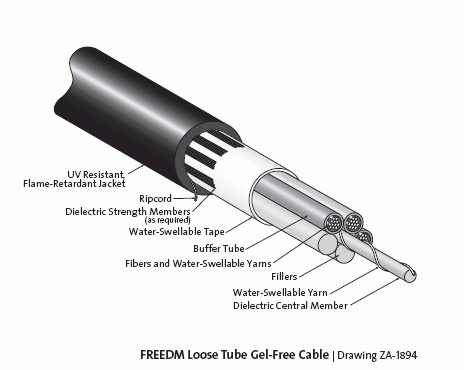 UV Resistant,
Flame-Retardant Jacket
Ripcord
Dielectric Strength Members
(as required)
Water-Swellable Tape
Buffer Tube
Fibers and Water-Swellable Yarns
Fillers
Water-Swellable Yarn
Dielectric Central Member
FREEDM Loose Tube Gel-Free Cable | Drawing ZA-1894